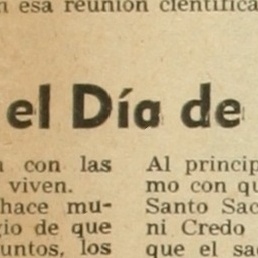 esa reunión científica
el Día de
con las
viven.
hace mu-
gio de que
untos, los
Al princip
mo con qu
Santo Sac
ni Credo
que el sac